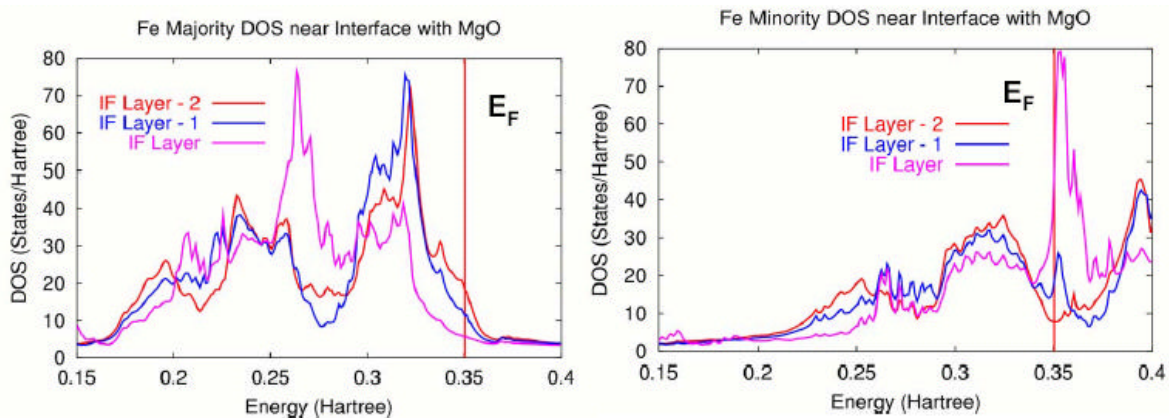 Fe Majority DOS near Interface with MgO
80
70
60
50
40
30
20
10
0
DOS (States/Hartree)
IF Layer - 2
IF Layer - 1
IF Layer
E_F
0.15
0.2
0.25
0.3
0.35
0.4
Energy (Hartree)
Fe Minority DOS near Interface with MgO
80
70
60
50
40
30
20
10
0
DOS (States/Hartree)
E_F
IF Layer - 2
IF Layer - 1
IF Layer
0.15
0.2
0.25
0.3
0.35
0.4
Energy (Hartree)